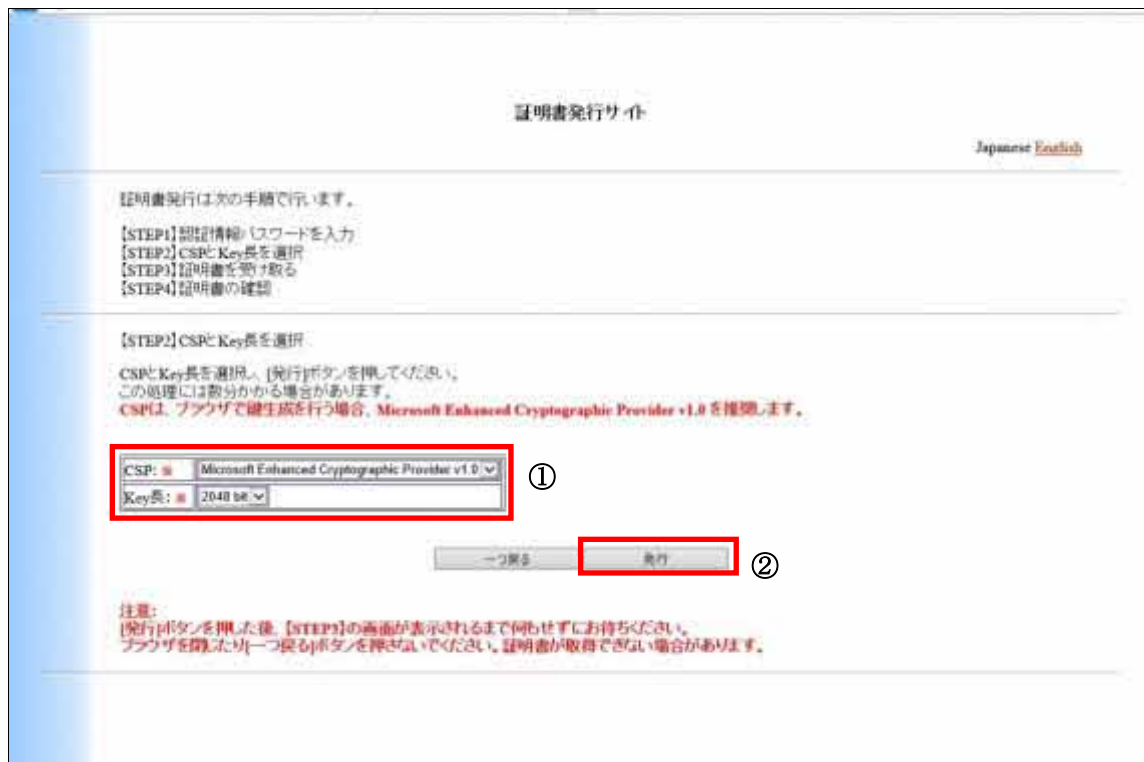 証明書発行サイト
Japanese English
証明書発行は次の手順で行います。
【STEP1】認証情報パスワードを入力
【STEP2】CSPとKey長を選択
【STEP3】証明書を受け取る
【STEP4】証明書の確認
【STEP2】CSPとKey長を選択
CSPとKey長を選択し、[発行]ボタンを押してください。
この処理には数分かかる場合があります。
CSPは、ブラウザで鍵生成を行う場合、Microsoft Enhanced Cryptographic Provider v1.0 を推奨します。
CSP: Microsoft Enhanced Cryptographic Provider v1.0
①
Key長: 2048 bit
一つ戻る 発行 ②
注意:
[発行]ボタンを押した後、【STEP3】の画面が表示されるまで何もせずにお待ちください。
ブラウザを閉じたり[一つ戻る]ボタンを押さないでください。証明書が取得できない場合があります。